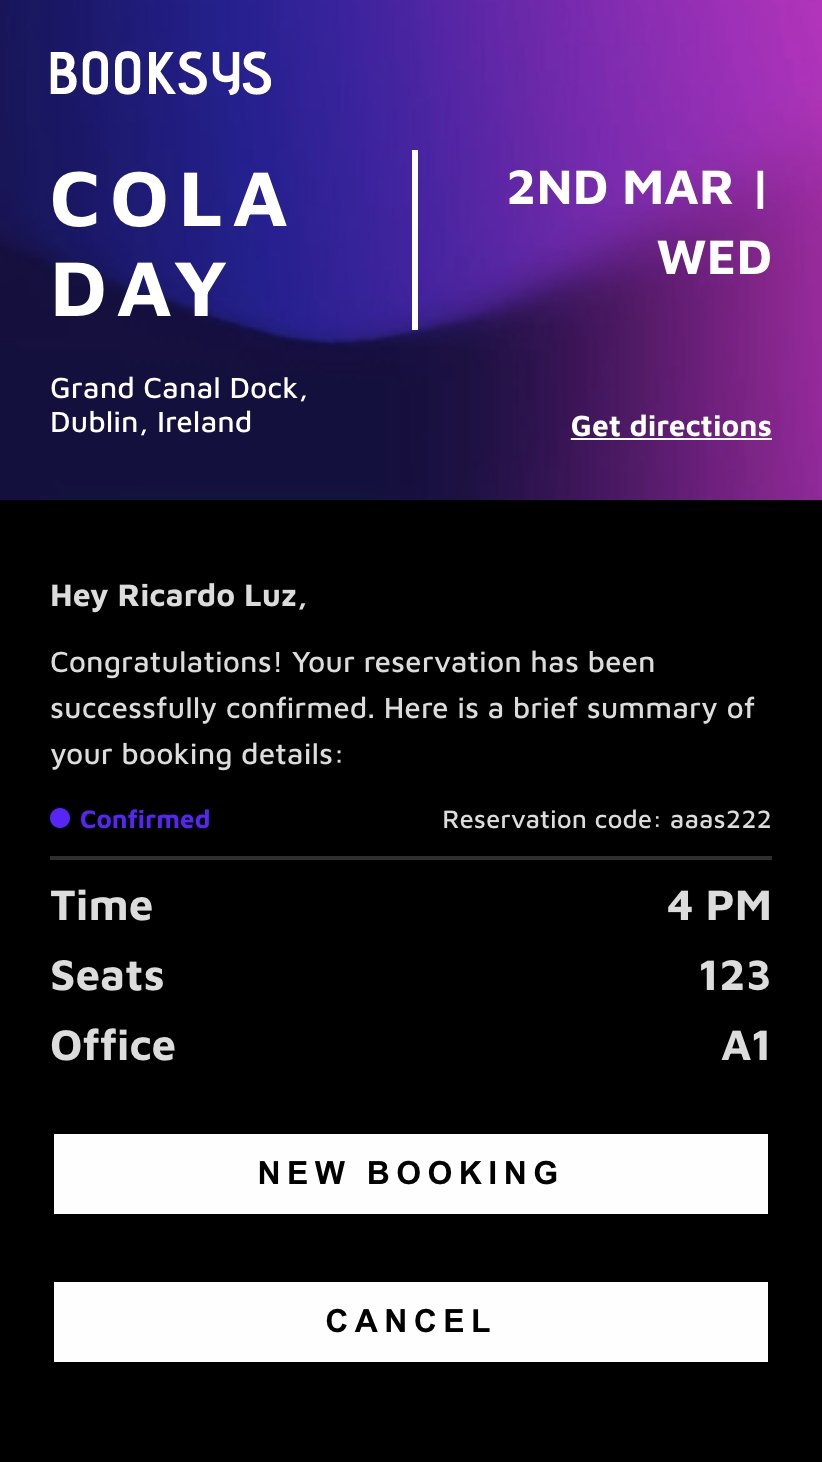 BOOKSYS
COLA
DAY
2ND MAR |
WED
Grand Canal Dock,
Dublin, Ireland
Get directions
Hey Ricardo Luz,
Congratulations! Your reservation has been
successfully confirmed. Here is a brief summary of
your booking details:
Confirmed
Reservation code: aaas222
Time 4 PM
Seats 123
Office A1
NEW BOOKING
CANCEL